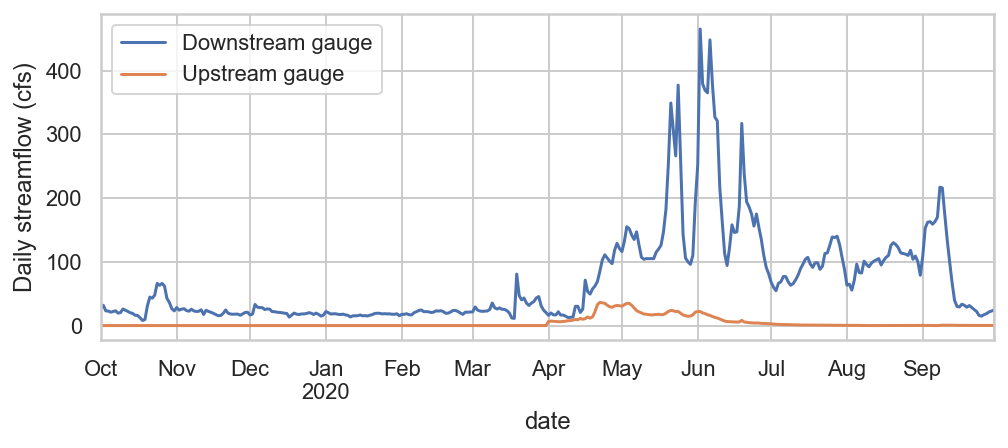 Downstream gauge
Upstream gauge
Daily streamflow (cfs)
400
300
200
100
0
Oct Nov Dec Jan Feb Mar Apr May Jun Jul Aug Sep
2020
date